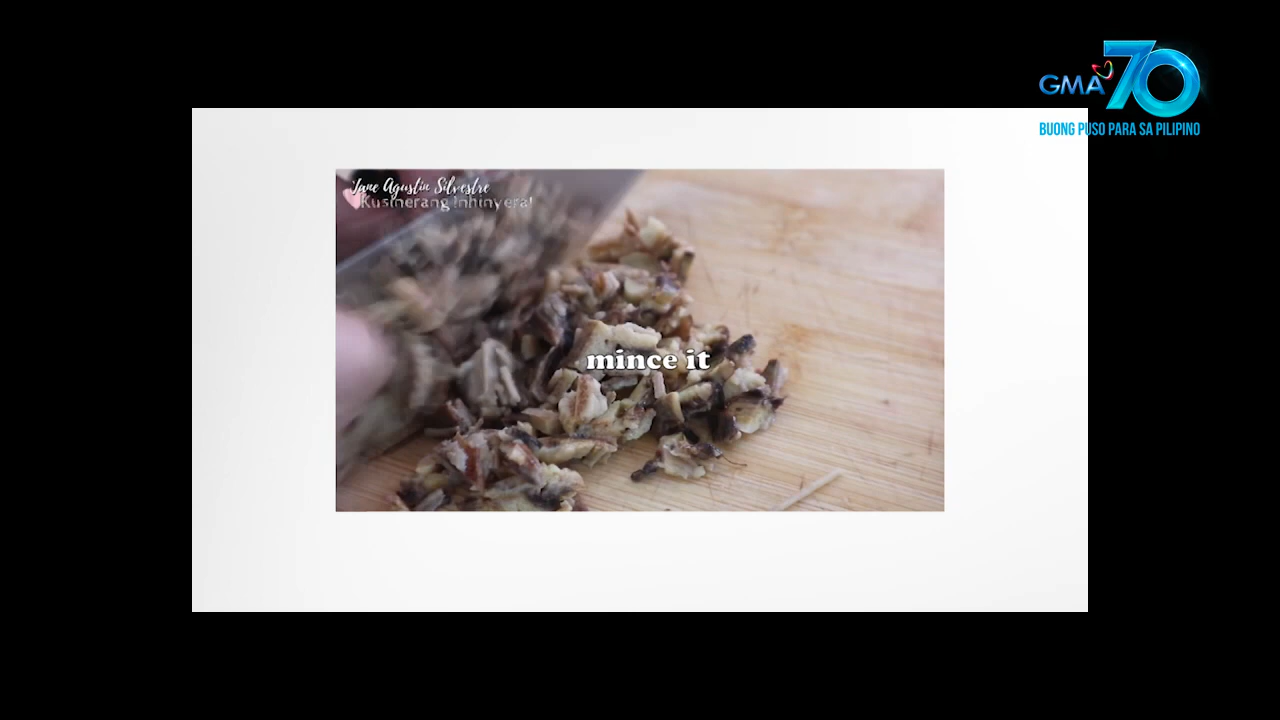 GMA 70
BUONG PUSO PARA SA PILIPINO
Jane Agustin Silvestre
Kusinerang Inhinyera!
mince it